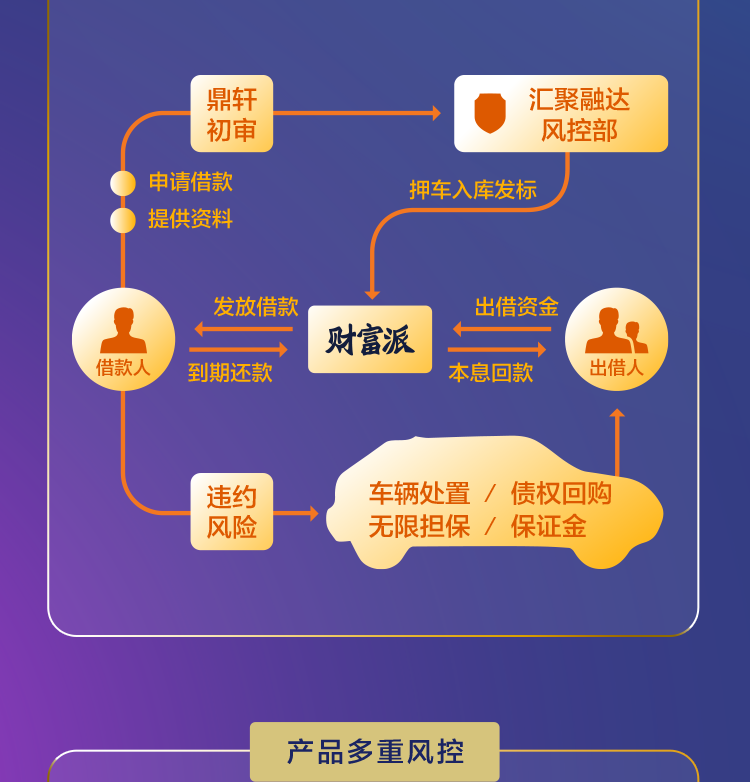 鼎轩
初审
汇聚融达
风控部
申请借款
提供资料
押车入库发标
发放借款
出借资金
财富派
借款人
出借人
到期还款
本息回款
违约
风险
车辆处置 / 债权回购
无限担保 / 保证金
产品多重风控